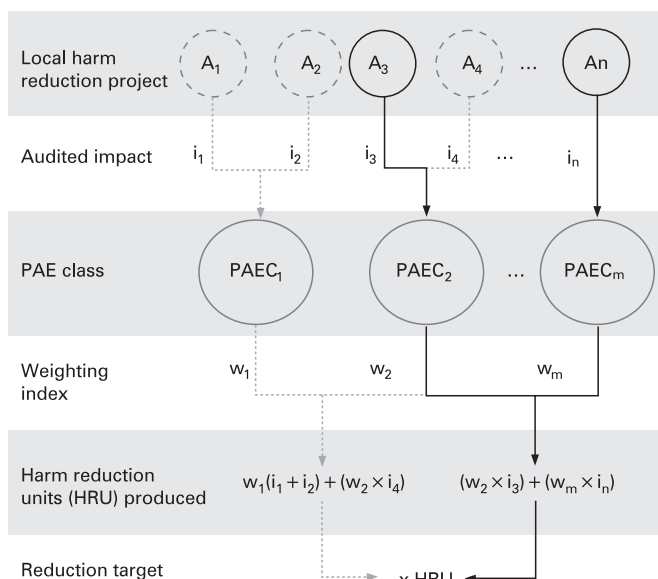 Local harm
reduction project
A₁ A₂ A₃ A₄ ... An
Audited impact
i₁ i₂ i₃ i₄ ... iₙ
PAE class
PAEC₁ PAEC₂ ... PAECₘ
Weighting
index
w₁ w₂ wₘ
Harm reduction
units (HRU) produced
w₁(i₁ + i₂) + (w₂ × i₄) (w₂ × i₃) + (wₘ × iₙ)
Reduction target
x HRU